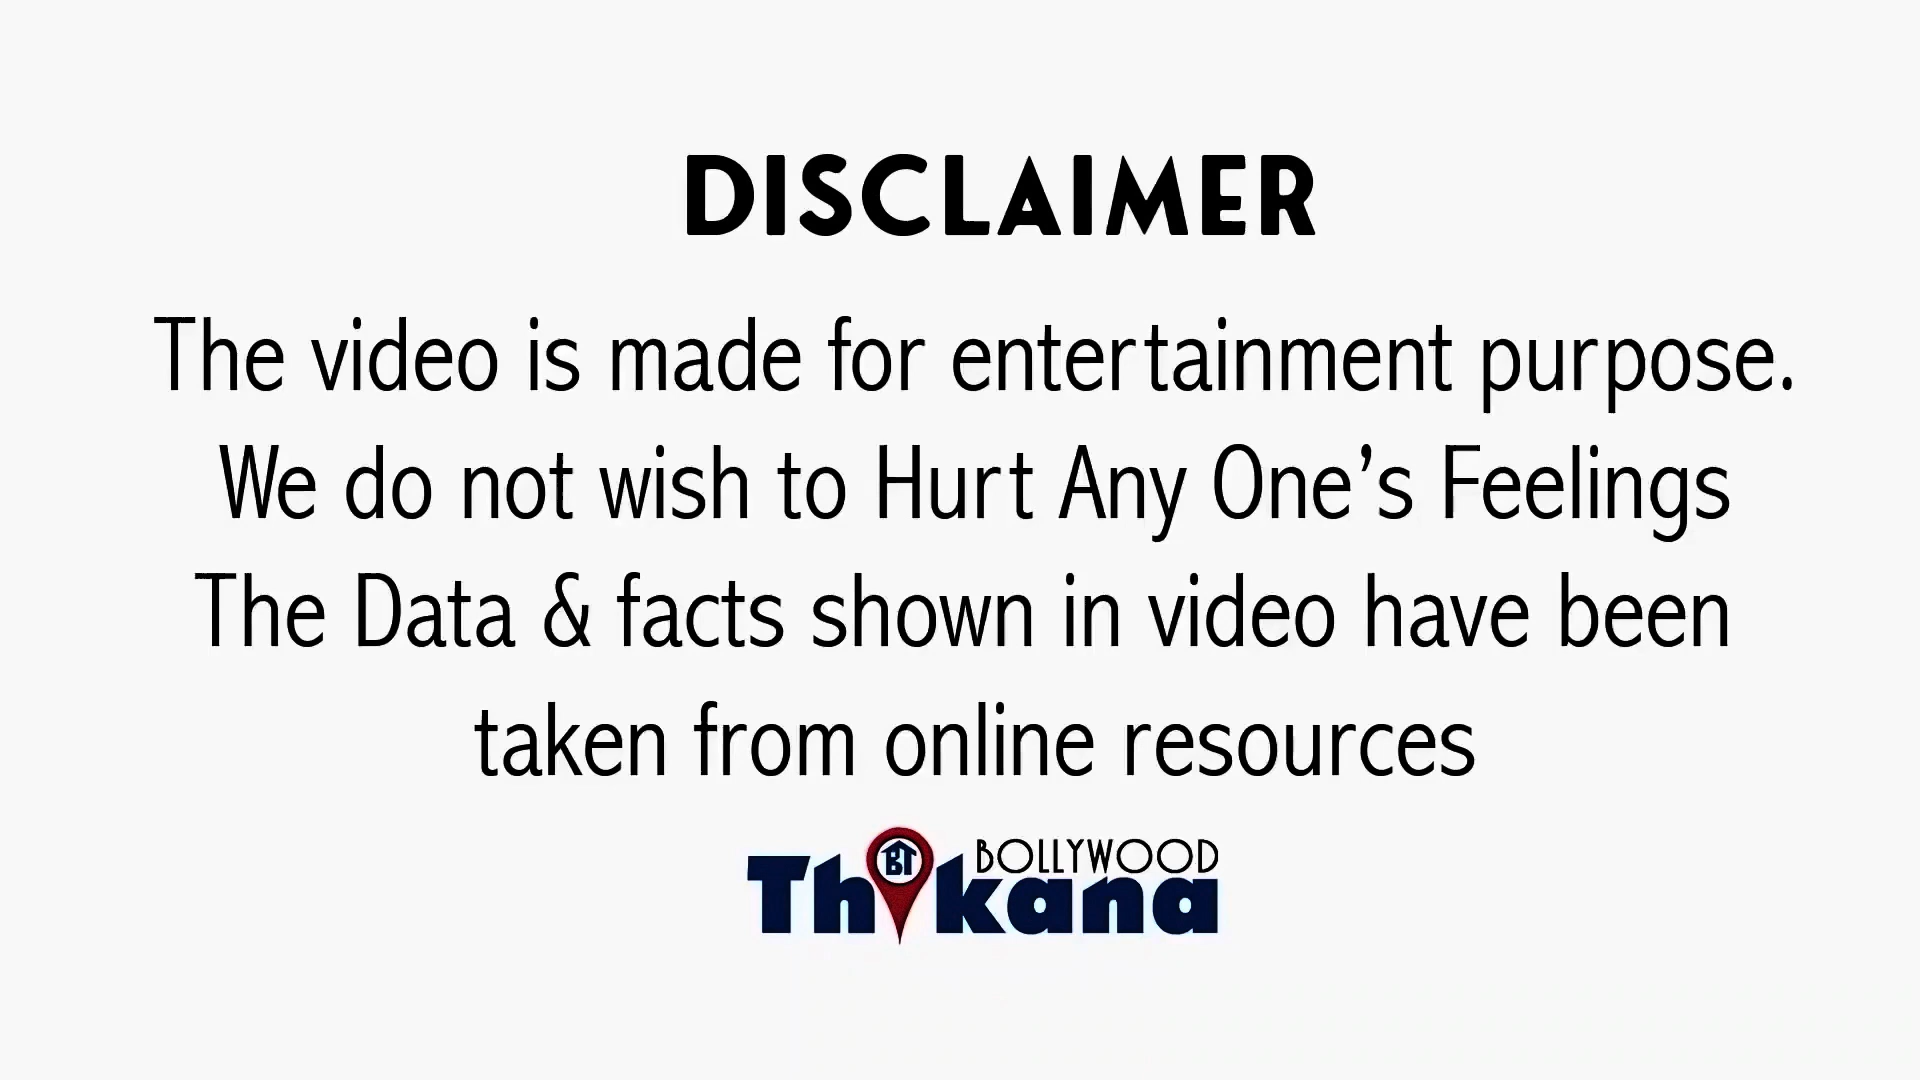 DISCLAIMER
The video is made for entertainment purpose.
We do not wish to Hurt Any One’s Feelings
The Data & facts shown in video have been
taken from online resources
BT
BOLLYWOOD
Thikana